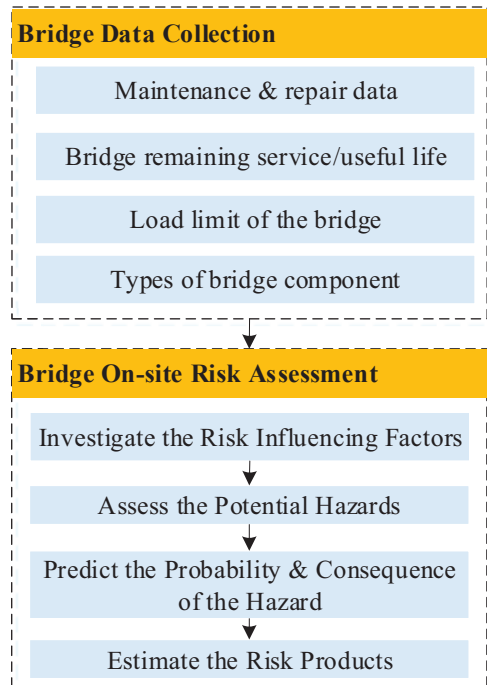 Bridge Data Collection
Maintenance & repair data
Bridge remaining service/useful life
Load limit of the bridge
Types of bridge component
Bridge On-site Risk Assessment
Investigate the Risk Influencing Factors
Assess the Potential Hazards
Predict the Probability & Consequence
of the Hazard
Estimate the Risk Products